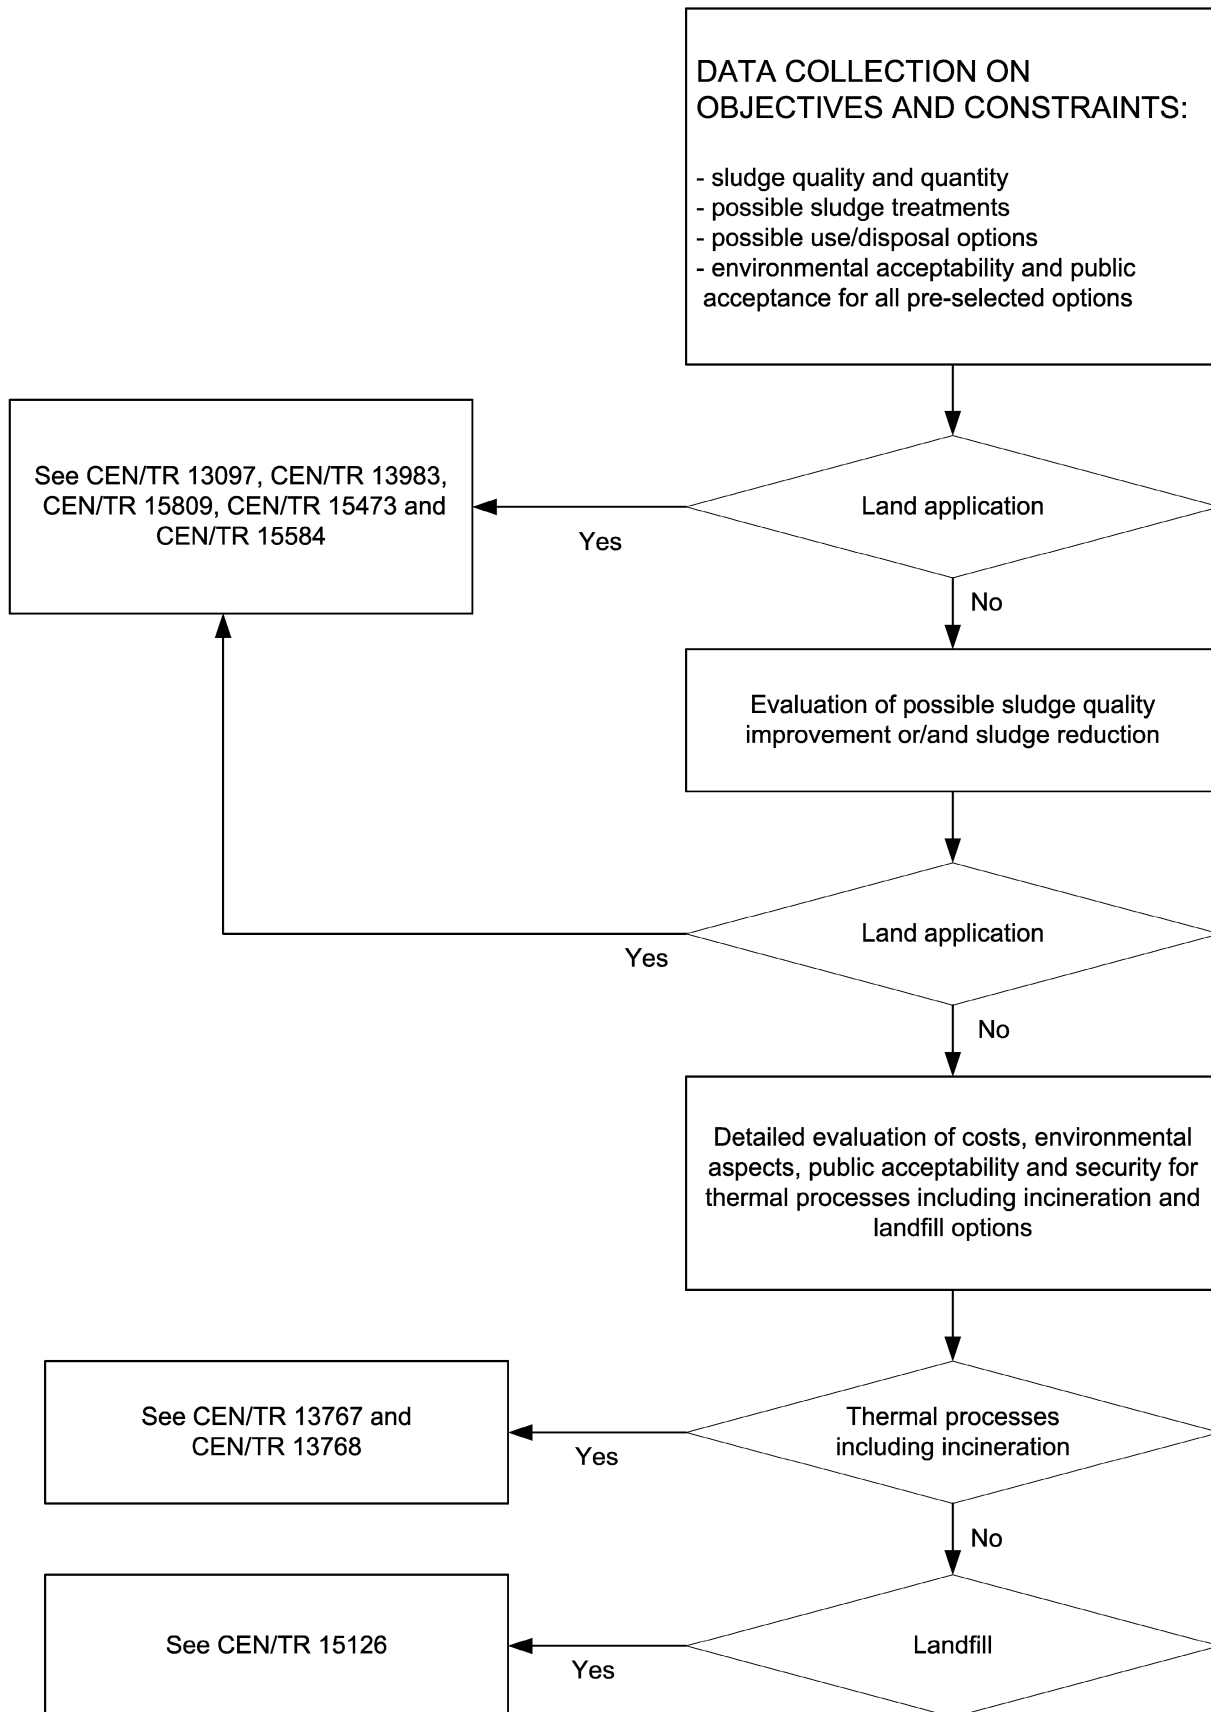 DATA COLLECTION ON
OBJECTIVES AND CONSTRAINTS:
- sludge quality and quantity
- possible sludge treatments
- possible use/disposal options
- environmental acceptability and public
acceptance for all pre-selected options
Land application
Yes
See CEN/TR 13097, CEN/TR 13983,
CEN/TR 15809, CEN/TR 15473 and
CEN/TR 15584
No
Evaluation of possible sludge quality
improvement or/and sludge reduction
Land application
Yes
No
Detailed evaluation of costs, environmental
aspects, public acceptability and security for
thermal processes including incineration and
landfill options
Thermal processes
including incineration
Yes
See CEN/TR 13767 and
CEN/TR 13768
No
Landfill
Yes
See CEN/TR 15126